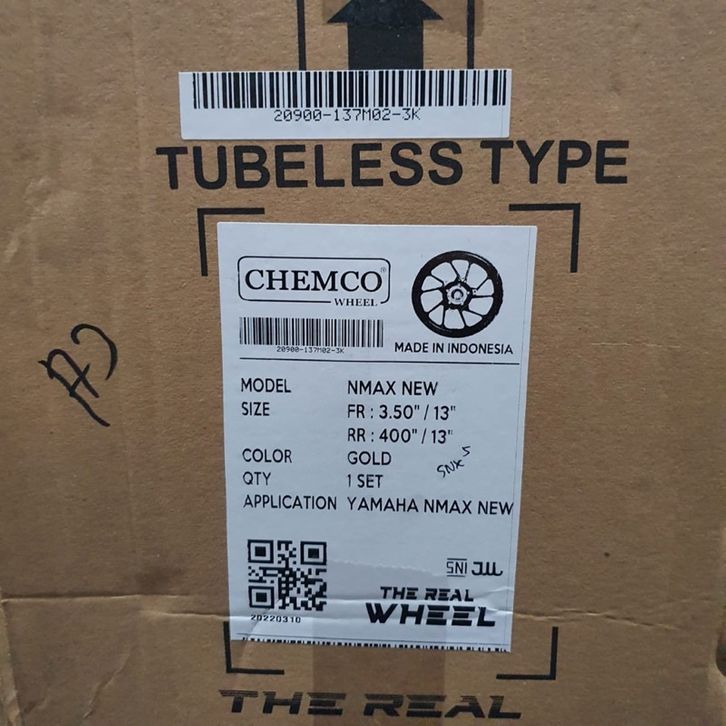 20900-137M02-3K
TUBELESS TYPE
CHEMCO®
WHEEL
20900-137M02-3K
MADE IN INDONESIA
MODEL NMAX NEW
SIZE FR : 3.50" / 13"
RR : 400" / 13"
COLOR GOLD
QTY 1 SET
APPLICATION YAMAHA NMAX NEW
SNI JWL
THE REAL
WHEEL
20220310
THE REAL